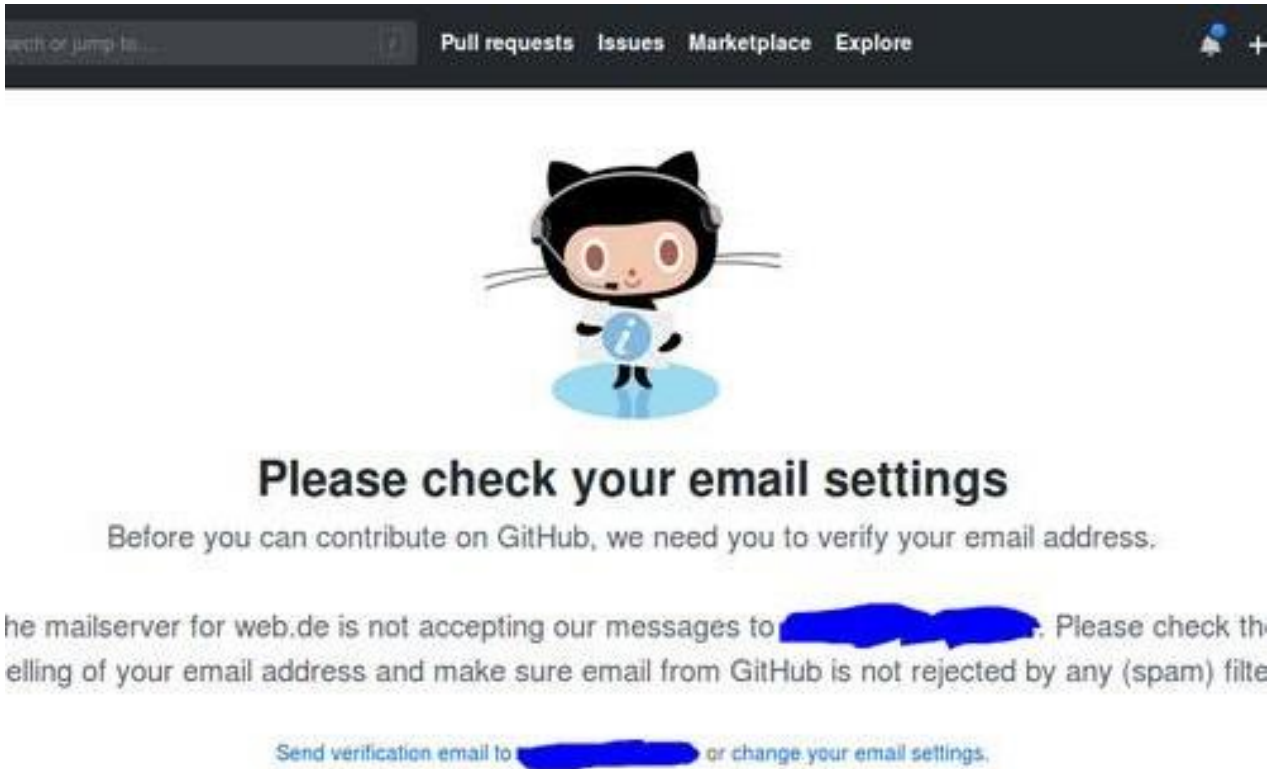 Pull requests Issues Marketplace Explore
Please check your email settings
Before you can contribute on GitHub, we need you to verify your email address.
he mailserver for web.de is not accepting our messages to . Please check th
elling of your email address and make sure email from GitHub is not rejected by any (spam) filte
Send verification email to or change your email settings.